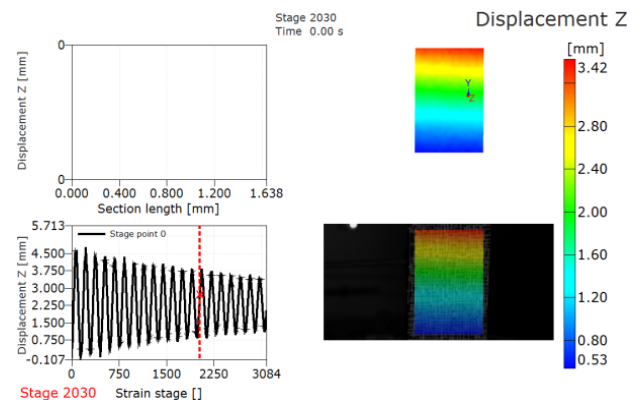 Stage 2030
Time 0.00 s
Displacement Z
[mm]
3.42
2.80
2.40
2.00
1.60
1.20
0.80
0.53
Displacement Z [mm]
0
0
0.000 0.400 0.800 1.200 1.638
Section length [mm]
Y
Z
Displacement Z [mm]
5.713
4.500
3.750
3.000
2.250
1.500
0.750
-0.107
Stage point 0
0 750 1500 2250 3084
Stage 2030 Strain stage []